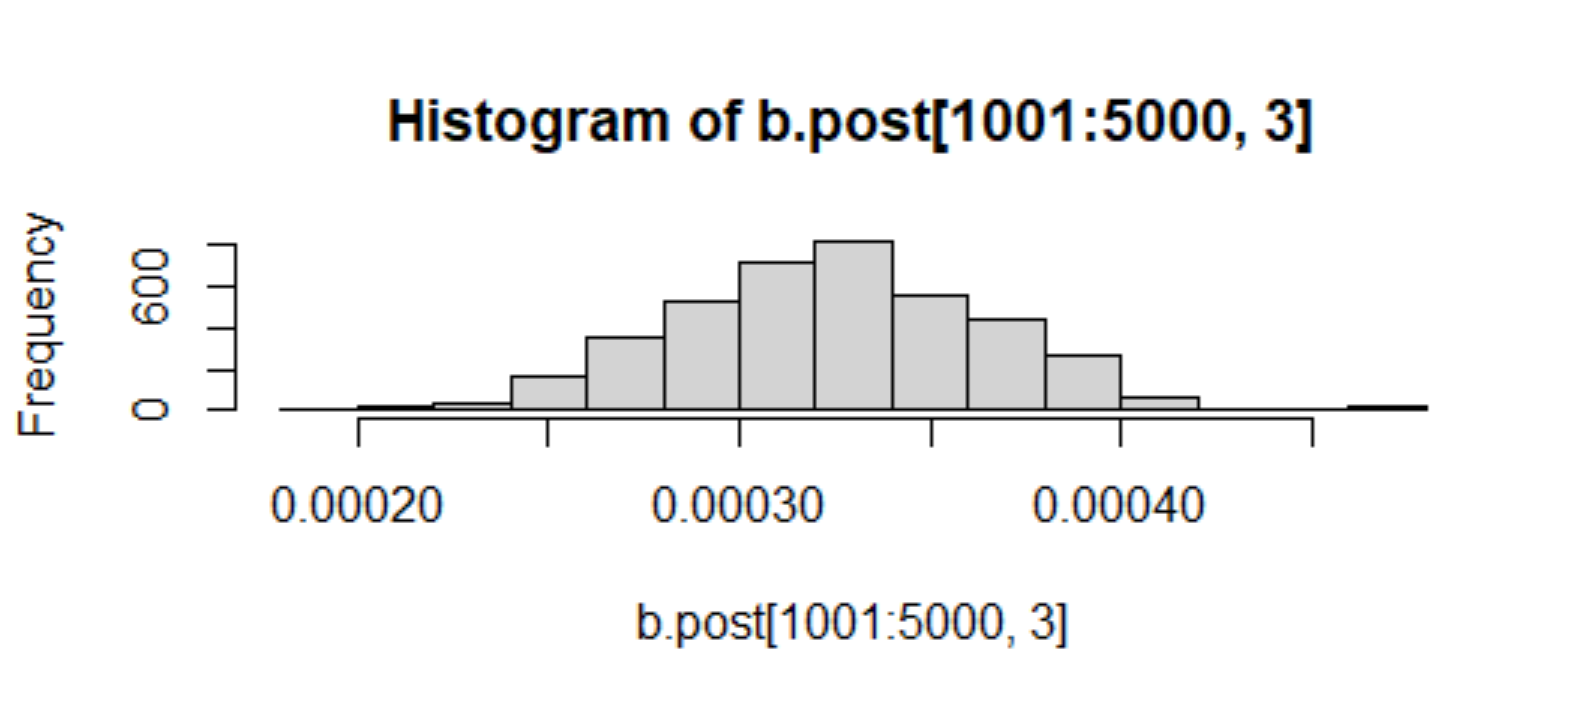 Histogram of b.post[1001:5000, 3]
Frequency
600
0
0.00020 0.00030 0.00040
b.post[1001:5000, 3]